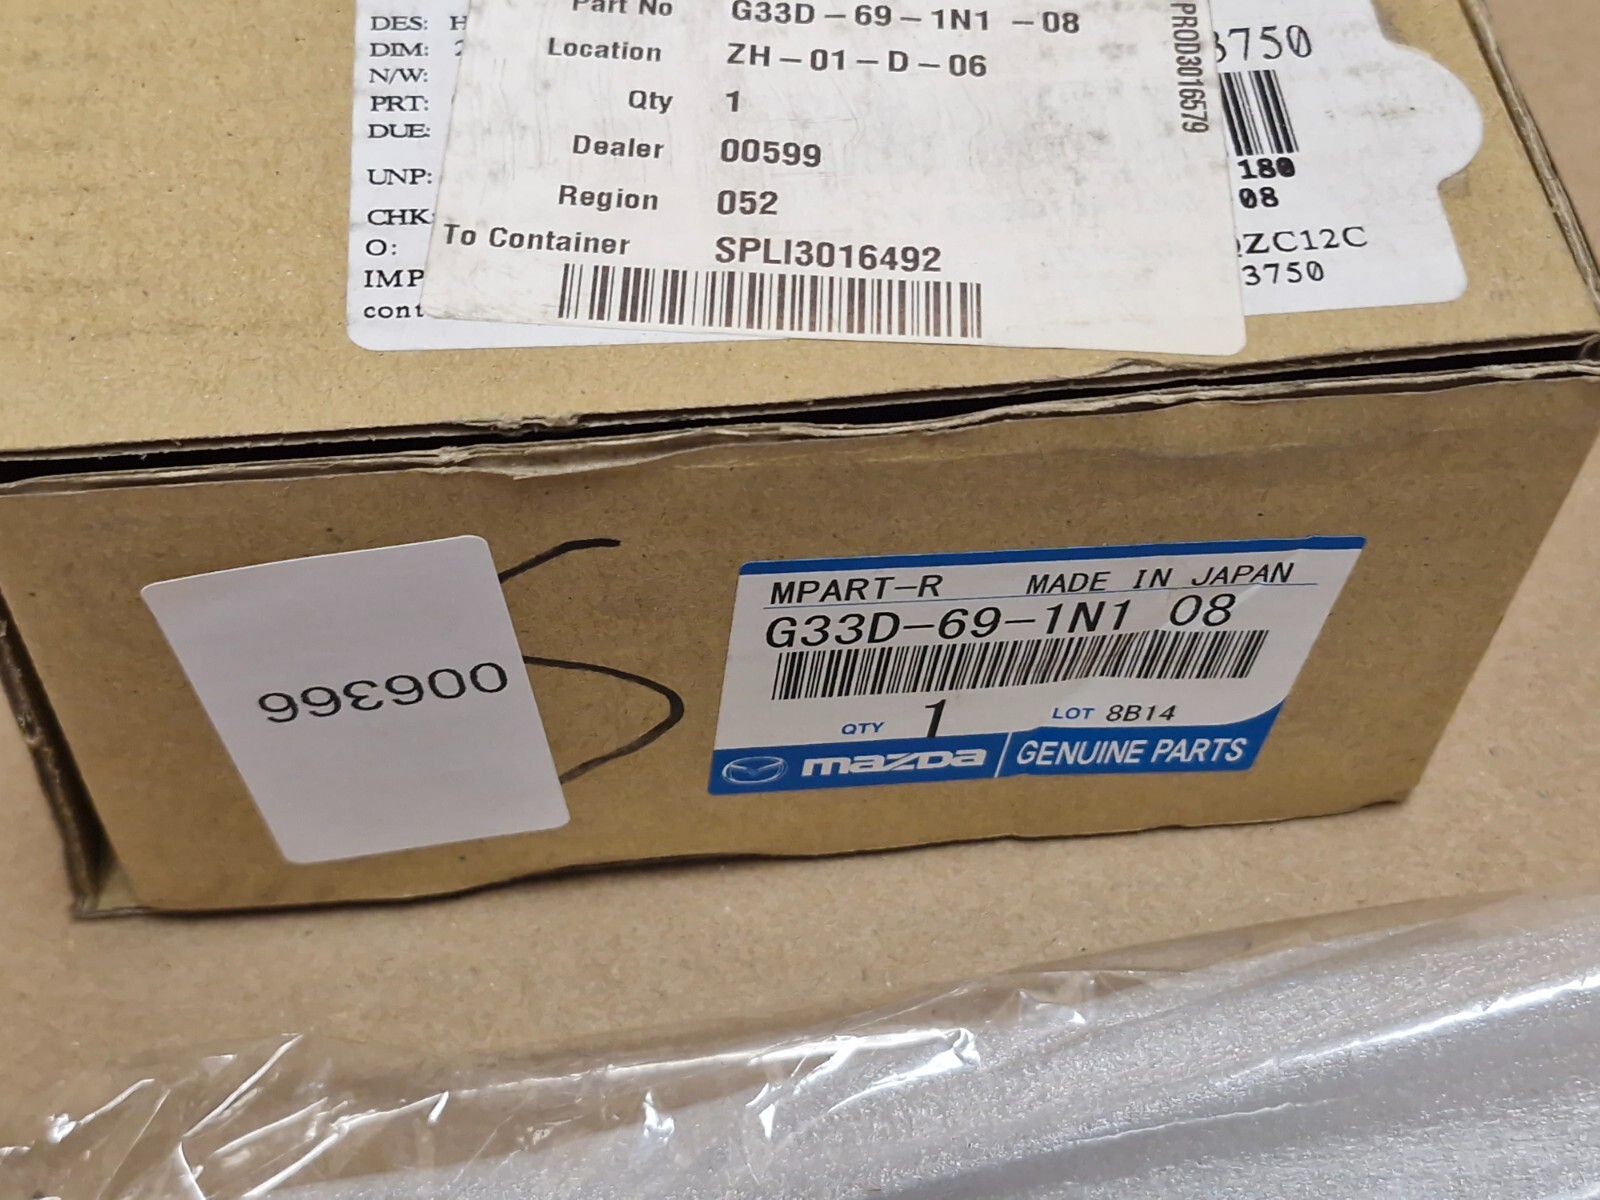 DES: H
DIM: 2
N/W:
PRT:
DUE:
UNP:
CHK
O:
IMP
cont
Part No G33D-69-1N1 -08
Location ZH-01-D-06
Qty 1
Dealer 00599
Region 052
To Container SPLI3016492
PROD3016579
3750
180
08
ZC12C
3750
006366
MPART-R MADE IN JAPAN
G33D-69-1N1 08
QTY 1 LOT 8B14
mazda GENUINE PARTS